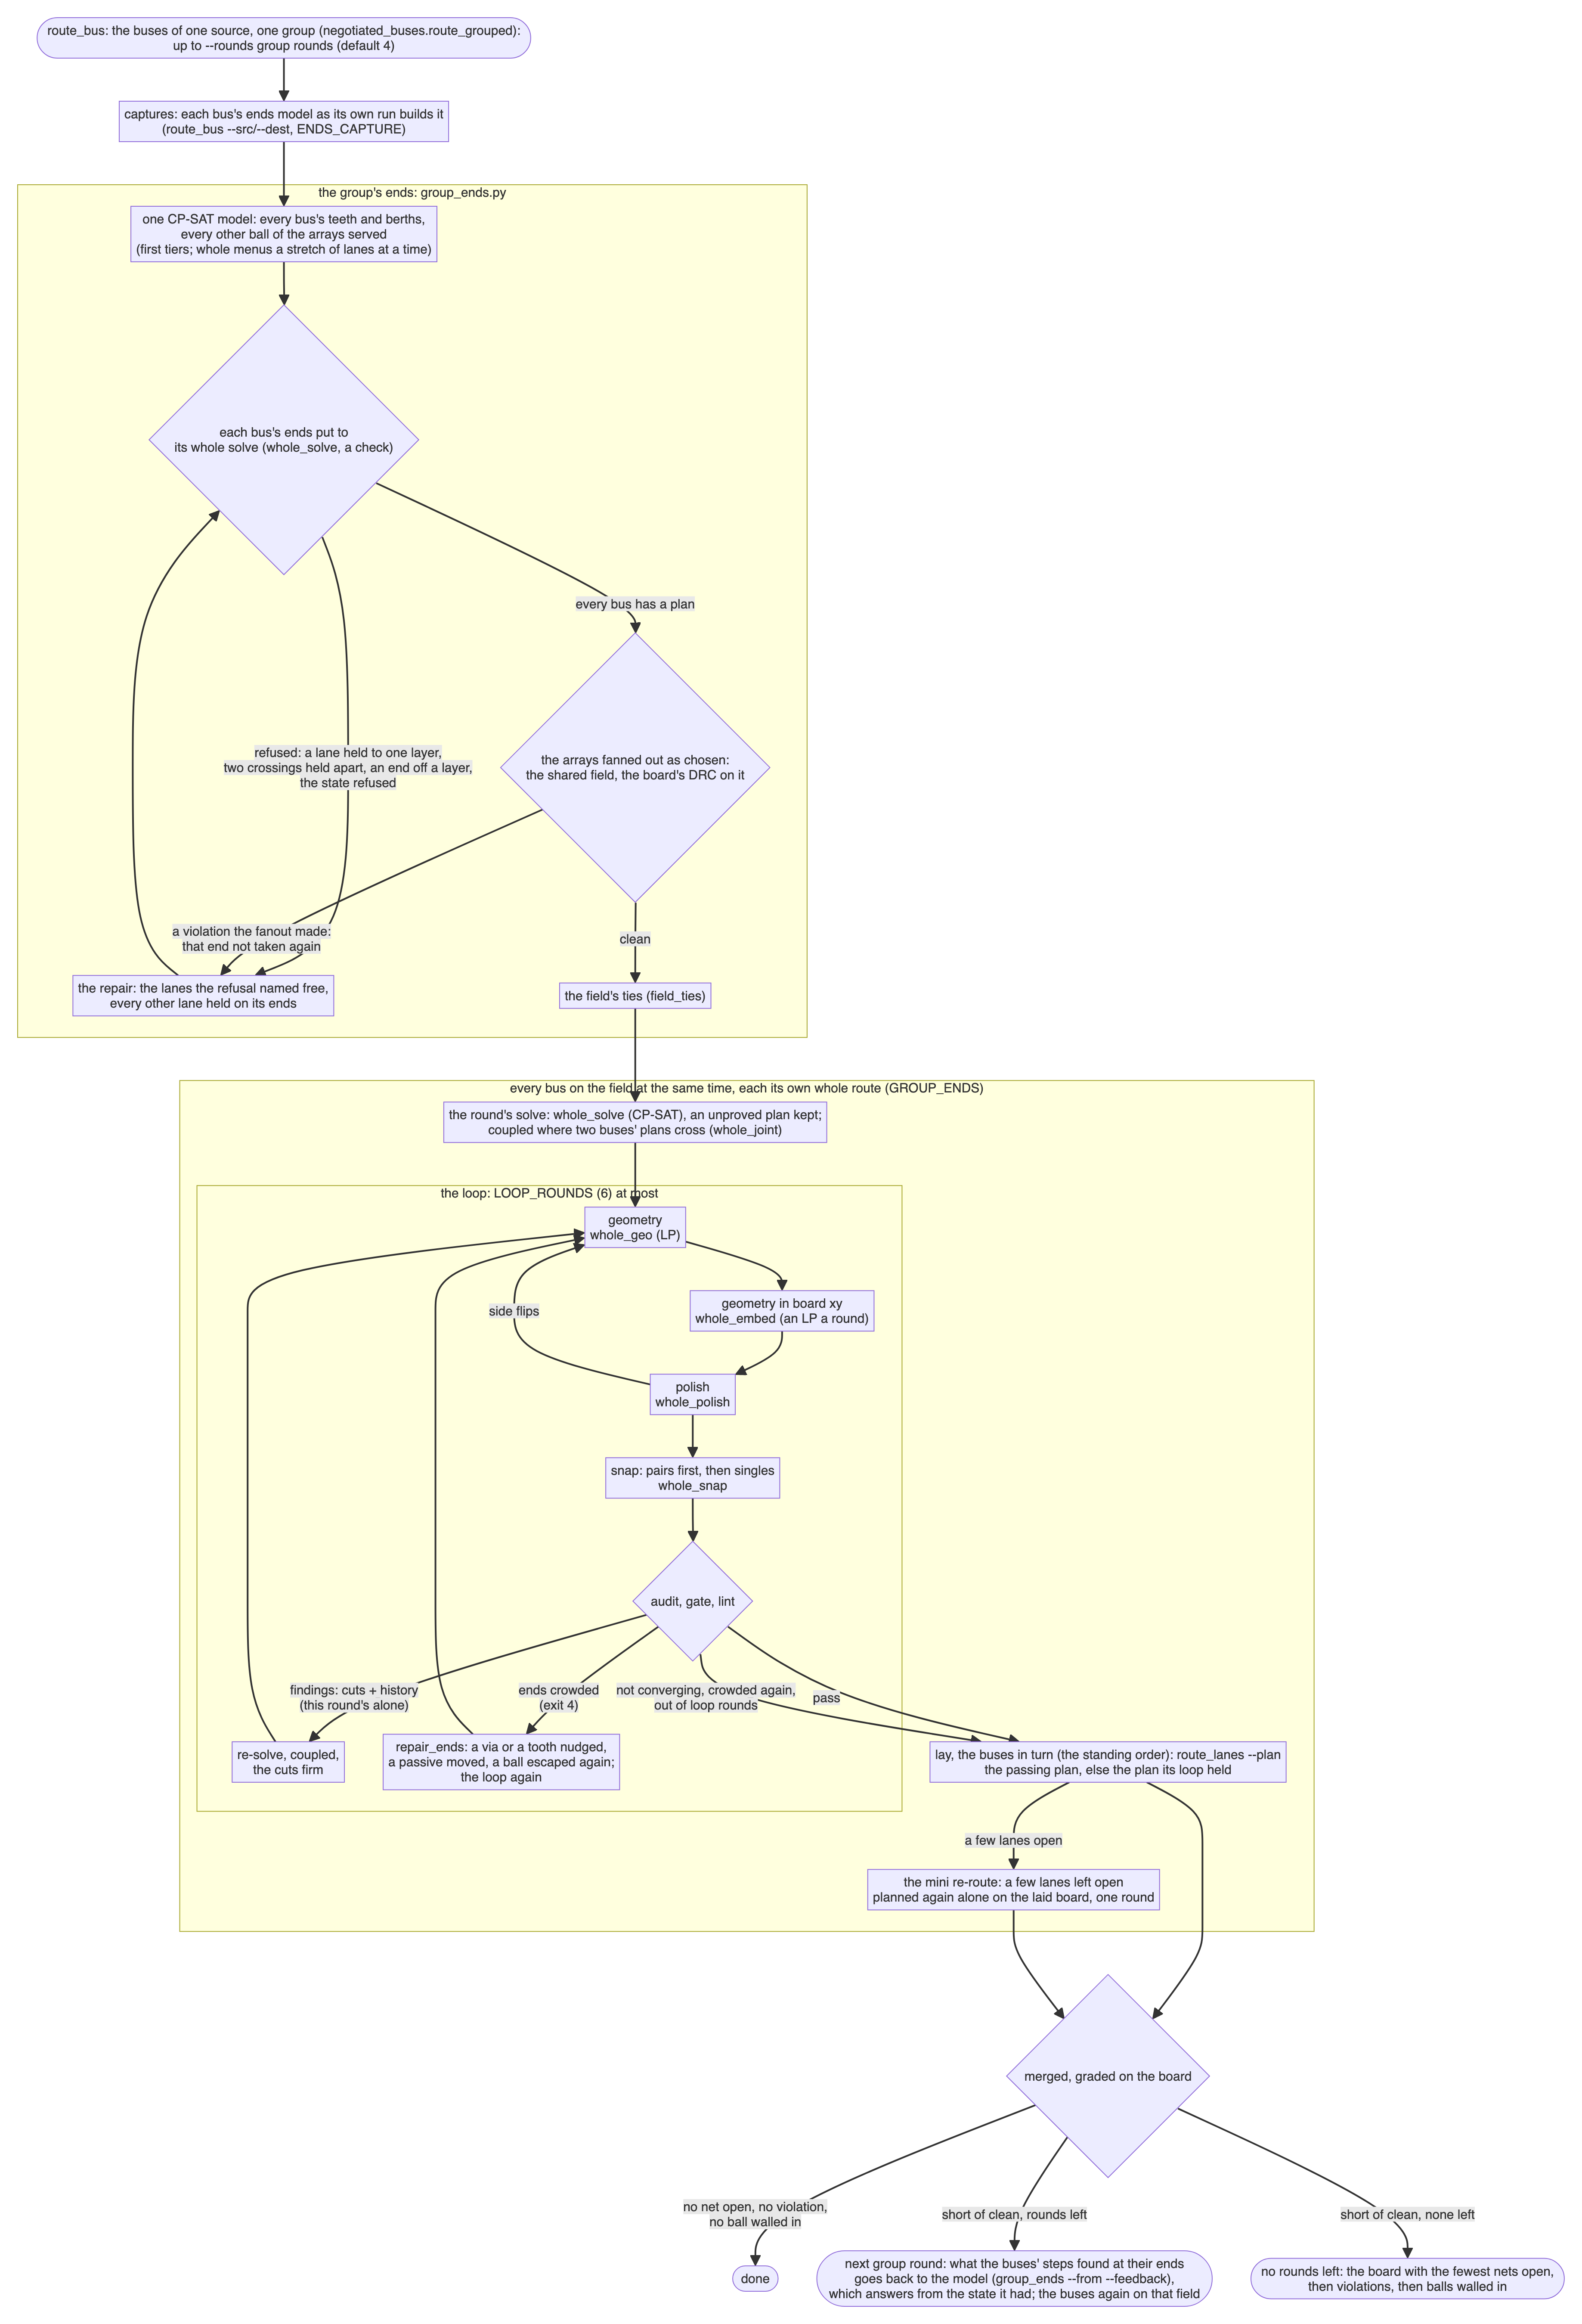 route_bus: the buses of one source, one group (negotiated_buses.route_grouped):
up to --rounds group rounds (default 4)
captures: each bus's ends model as its own run builds it
(route_bus --src/--dest, ENDS_CAPTURE)
the group's ends: group_ends.py
one CP-SAT model: every bus's teeth and berths,
every other ball of the arrays served
(first tiers; whole menus a stretch of lanes at a time)
each bus's ends put to
its whole solve (whole_solve, a check)
every bus has a plan
refused: a lane held to one layer,
two crossings held apart, an end off a layer,
the state refused
the arrays fanned out as chosen:
the shared field, the board's DRC on it
a violation the fanout made:
that end not taken again
clean
the repair: the lanes the refusal named free,
every other lane held on its ends
the field's ties (field_ties)
every bus on the field at the same time, each its own whole route (GROUP_ENDS)
the round's solve: whole_solve (CP-SAT), an unproved plan kept;
coupled where two buses' plans cross (whole_joint)
the loop: LOOP_ROUNDS (6) at most
geometry
whole_geo (LP)
side flips
geometry in board xy
whole_embed (an LP a round)
polish
whole_polish
snap: pairs first, then singles
whole_snap
audit, gate, lint
findings: cuts + history
(this round's alone)
ends crowded
(exit 4)
not converging, crowded again,
out of loop rounds
pass
re-solve, coupled,
the cuts firm
repair_ends: a via or a tooth nudged,
a passive moved, a ball escaped again;
the loop again
lay, the buses in turn (the standing order): route_lanes --plan
the passing plan, else the plan its loop held
a few lanes open
the mini re-route: a few lanes left open
planned again alone on the laid board, one round
merged, graded on the board
no net open, no violation,
no ball walled in
short of clean, rounds left
short of clean, none left
done
next group round: what the buses' steps found at their ends
goes back to the model (group_ends --from --feedback),
which answers from the state it had; the buses again on that field
no rounds left: the board with the fewest nets open,
then violations, then balls walled in